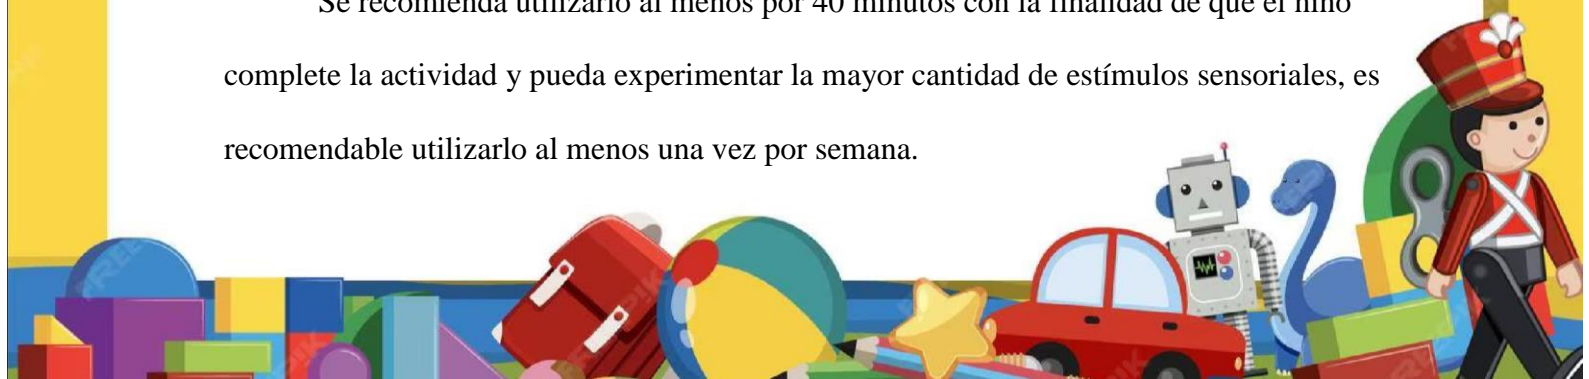 Se recomienda utilizarlo al menos por 40 minutos con la finalidad de que el niño
complete la actividad y pueda experimentar la mayor cantidad de estímulos sensoriales, es
recomendable utilizarlo al menos una vez por semana.